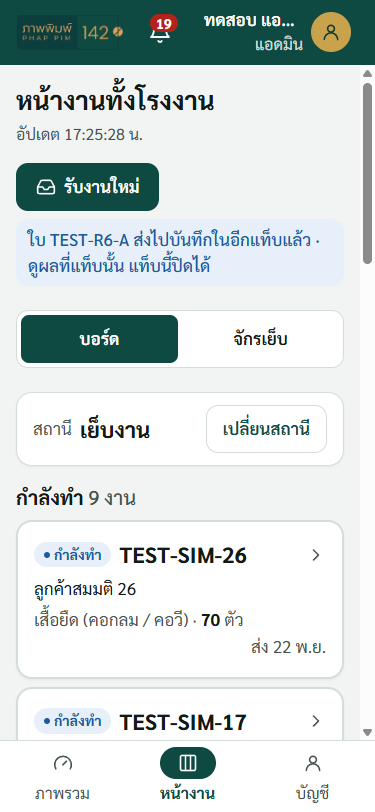 ภาพพิมพ์
PHAP PIM
142
19
ทดสอบ แอ...
แอดมิน
หน้างานทั้งโรงงาน
อัปเดต 17:25:28 น.
รับงานใหม่
ใบ TEST-R6-A ส่งไปบันทึกในอีกแท็บแล้ว ·
ดูผลที่แท็บนั้น แท็บนี้ปิดได้
บอร์ด
จักรเย็บ
สถานี เย็บงาน
เปลี่ยนสถานี
กำลังทำ 9 งาน
กำลังทำ TEST-SIM-26
ลูกค้าสมมติ 26
เสื้อยืด (คอกลม / คอวี) · 70 ตัว
ส่ง 22 พ.ย.
กำลังทำ TEST-SIM-17
ภาพรวม
หน้างาน
บัญชี